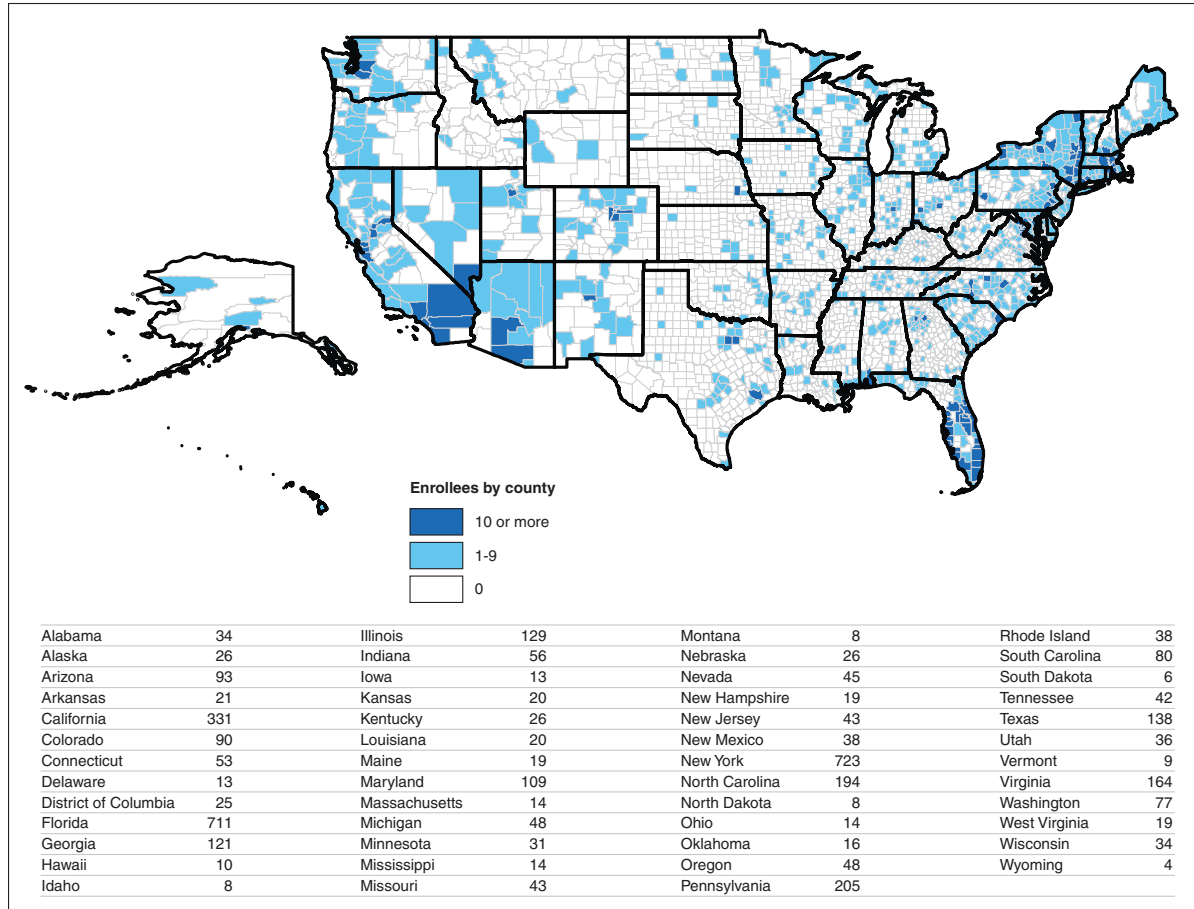 Enrollees by county
10 or more
1-9
0
Alabama 34 Illinois 129 Montana 8 Rhode Island 38
Alaska 26 Indiana 56 Nebraska 26 South Carolina 80
Arizona 93 Iowa 13 Nevada 45 South Dakota 6
Arkansas 21 Kansas 20 New Hampshire 19 Tennessee 42
California 331 Kentucky 26 New Jersey 43 Texas 138
Colorado 90 Louisiana 20 New Mexico 38 Utah 36
Connecticut 53 Maine 19 New York 723 Vermont 9
Delaware 13 Maryland 109 North Carolina 194 Virginia 164
District of Columbia 25 Massachusetts 14 North Dakota 8 Washington 77
Florida 711 Michigan 48 Ohio 14 West Virginia 19
Georgia 121 Minnesota 31 Oklahoma 16 Wisconsin 34
Hawaii 10 Mississippi 14 Oregon 48 Wyoming 4
Idaho 8 Missouri 43 Pennsylvania 205